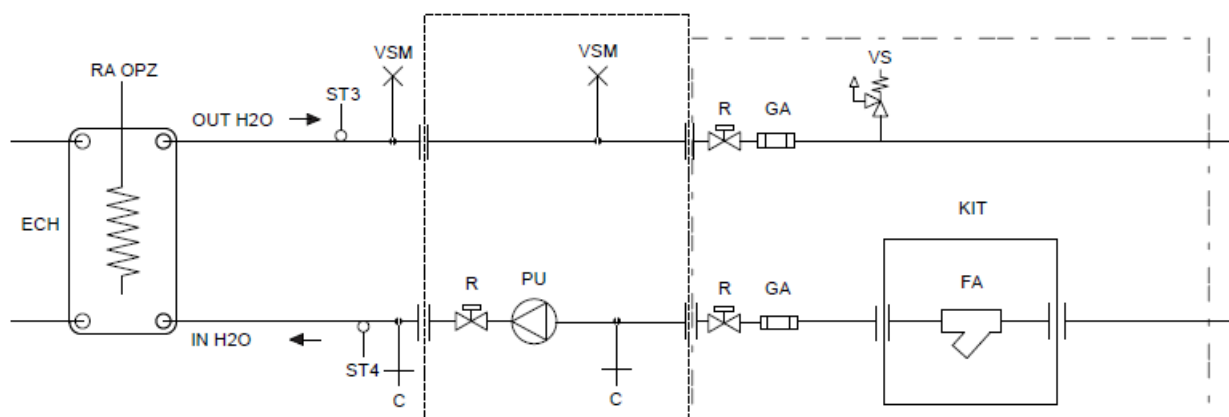 VSM
VSM
VS
RA OPZ
ST3
R
GA
OUT H2O
ECH
KIT
PU
FA
R
R
GA
IN H2O
ST4
C
C